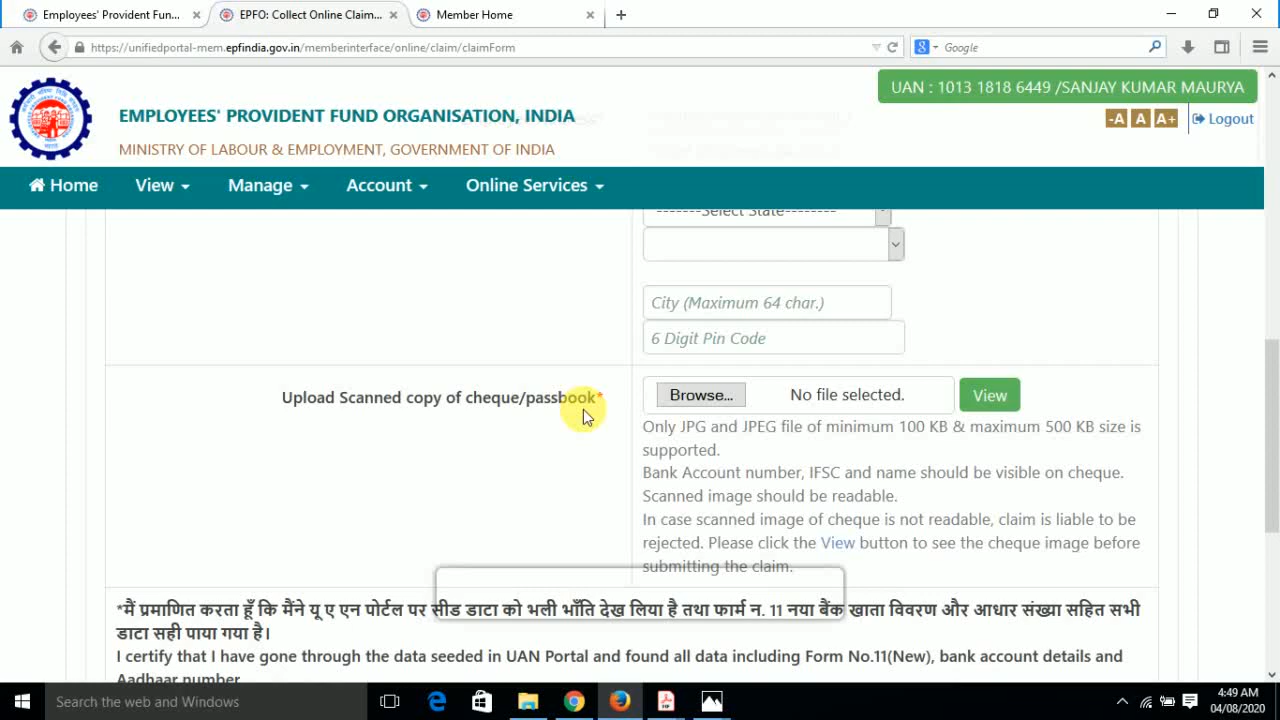 Employees' Provident Fun...
EPFO: Collect Online Claim...
Member Home
https://unifiedportal-mem.epfindia.gov.in/memberinterface/online/claim/claimForm
Google
UAN : 1013 1818 6449 /SANJAY KUMAR MAURYA
EMPLOYEES' PROVIDENT FUND ORGANISATION, INDIA
-A A A+ Logout
MINISTRY OF LABOUR & EMPLOYMENT, GOVERNMENT OF INDIA
Home View Manage Account Online Services
-------Select State--------
City (Maximum 64 char.)
6 Digit Pin Code
Upload Scanned copy of cheque/passbook*
Browse... No file selected. View
Only JPG and JPEG file of minimum 100 KB & maximum 500 KB size is
supported.
Bank Account number, IFSC and name should be visible on cheque.
Scanned image should be readable.
In case scanned image of cheque is not readable, claim is liable to be
rejected. Please click the View button to see the cheque image before
submitting the claim.
*मैं प्रमाणित करता हूँ कि मैंने यू ए एन पोर्टल पर सीड डाटा को भली भाँति देख लिया है तथा फार्म न. 11 नया बैंक खाता विवरण और आधार संख्या सहित सभी
डाटा सही पाया गया है।
I certify that I have gone through the data seeded in UAN Portal and found all data including Form No.11(New), bank account details and
Aadhaar number
Search the web and Windows
4:49 AM
04/08/2020